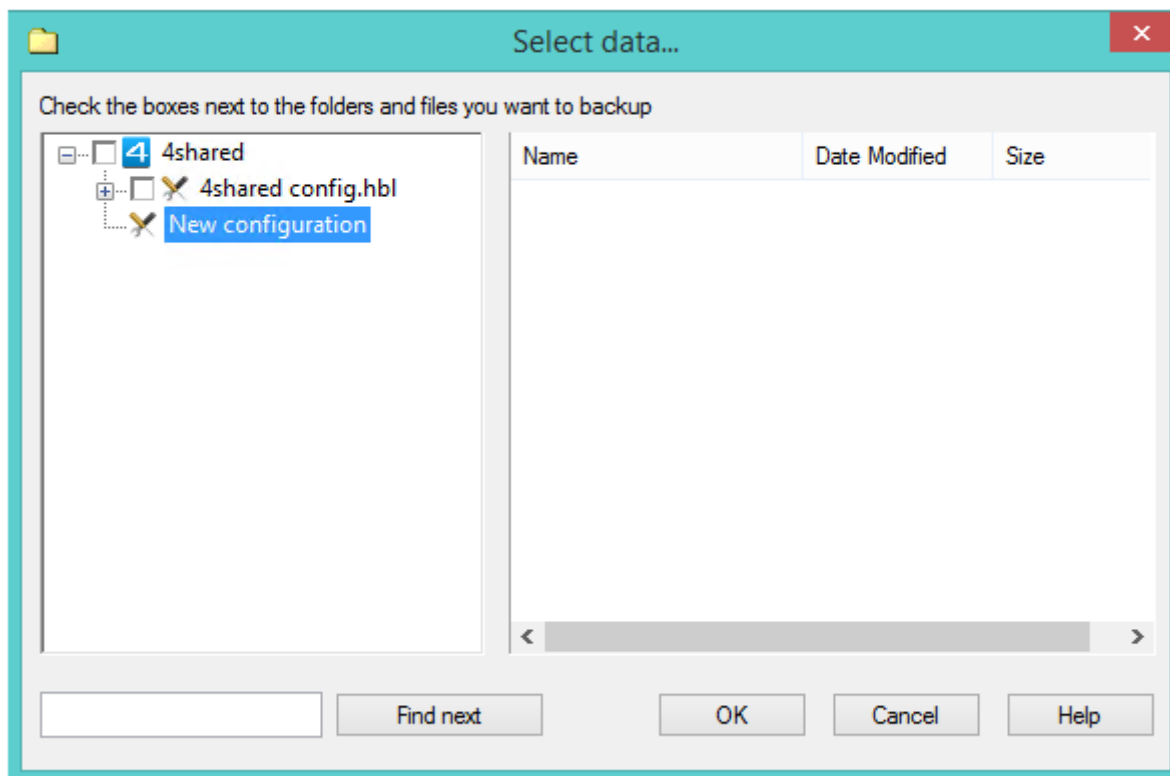 Select data...
Check the boxes next to the folders and files you want to backup
4 4shared
4shared config.hbl
New configuration
Name Date Modified Size
Find next OK Cancel Help